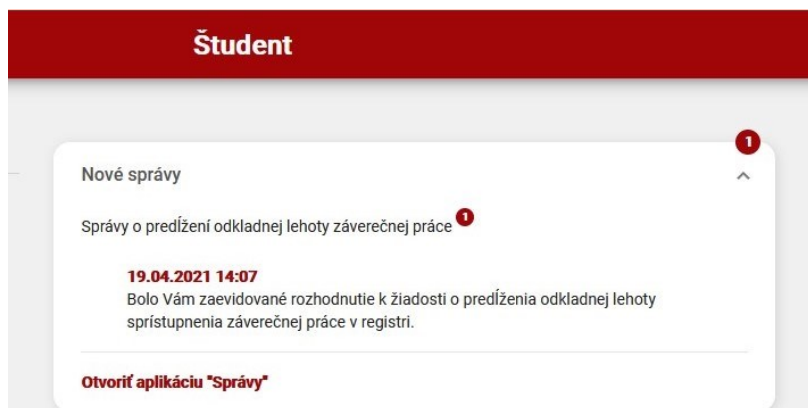 Študent
1
Nové správy
Správy o predĺžení odkladnej lehoty záverečnej práce 1
19.04.2021 14:07
Bolo Vám zaevidované rozhodnutie k žiadosti o predĺženia odkladnej lehoty
sprístupnenia záverečnej práce v registri.
Otvoriť aplikáciu "Správy"